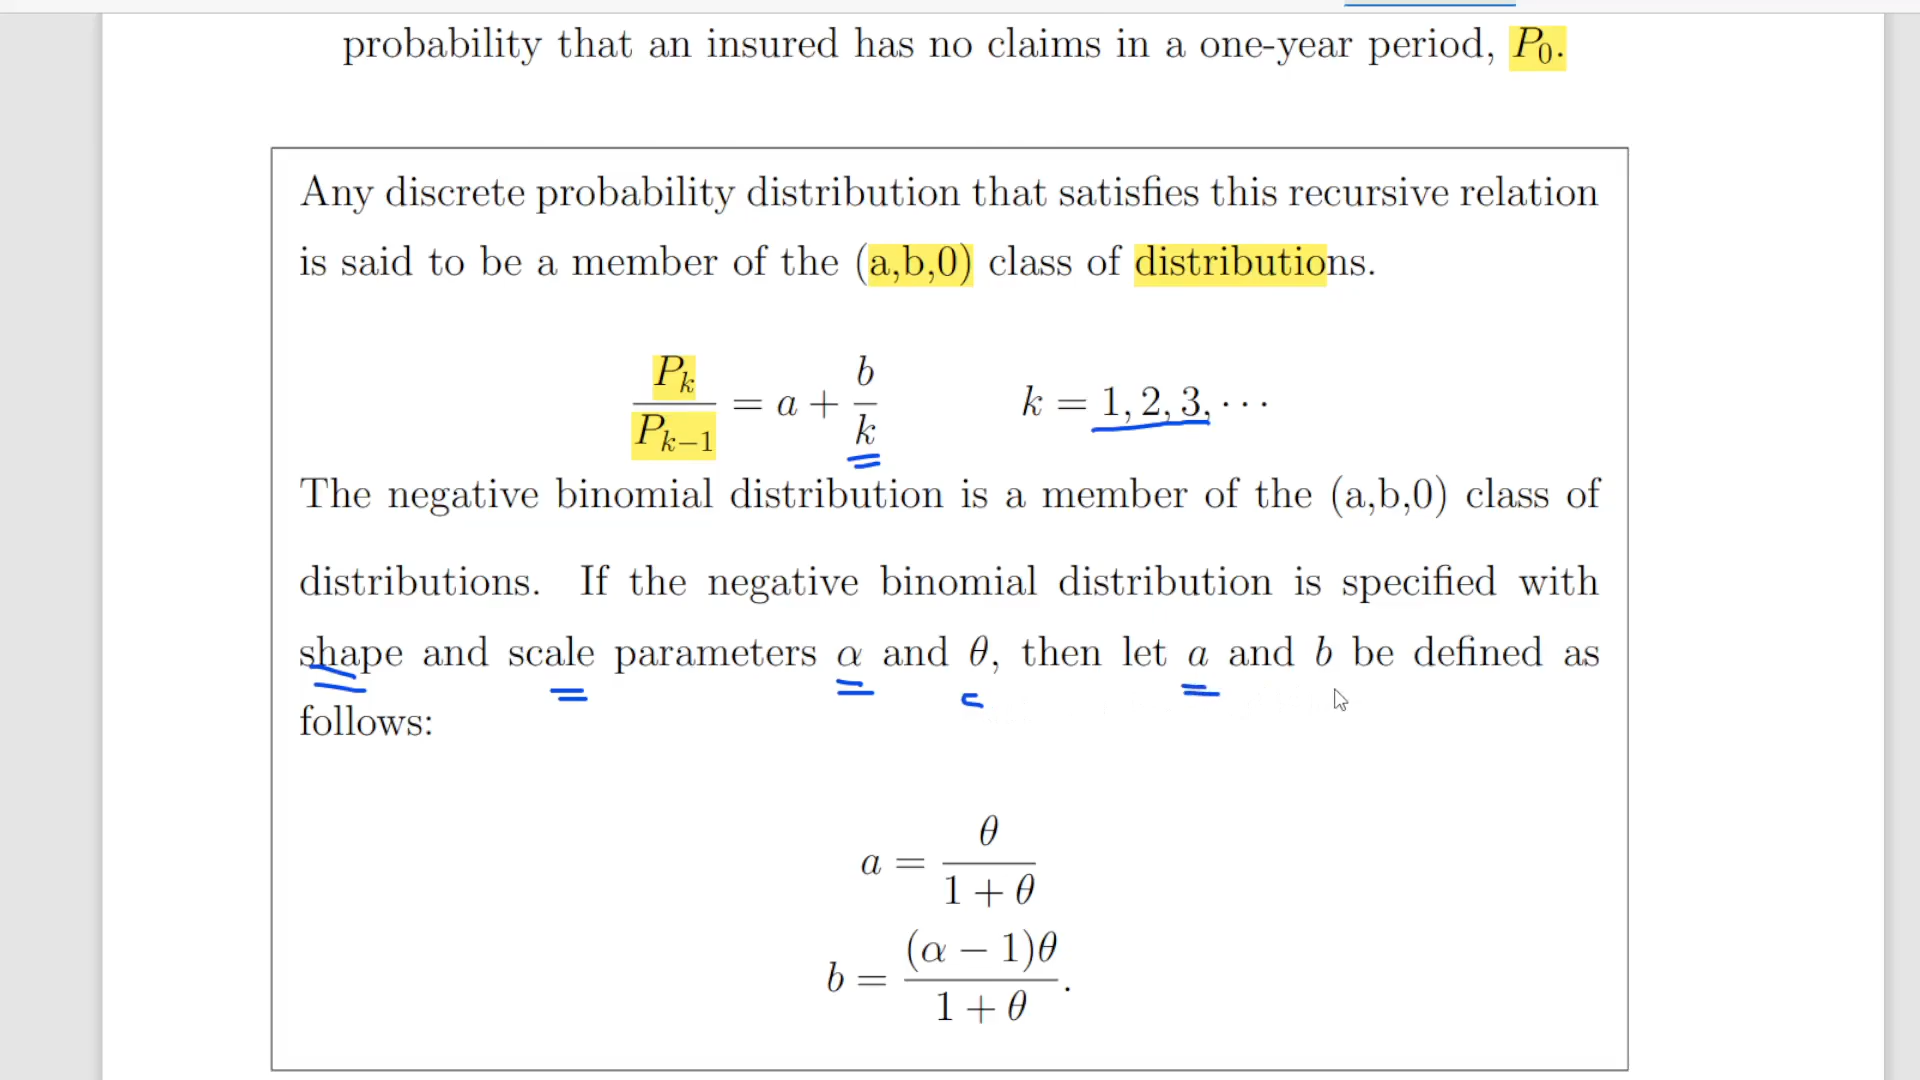 probability that an insured has no claims in a one-year period, P₀.
Any discrete probability distribution that satisfies this recursive relation
is said to be a member of the (a,b,0) class of distributions.
Pₖ/Pₖ₋₁ = a + b/k    k = 1, 2, 3, ⋯
The negative binomial distribution is a member of the (a,b,0) class of
distributions. If the negative binomial distribution is specified with
shape and scale parameters α and θ, then let a and b be defined as
follows:
a = θ/(1 + θ)
b = (α − 1)θ/(1 + θ).